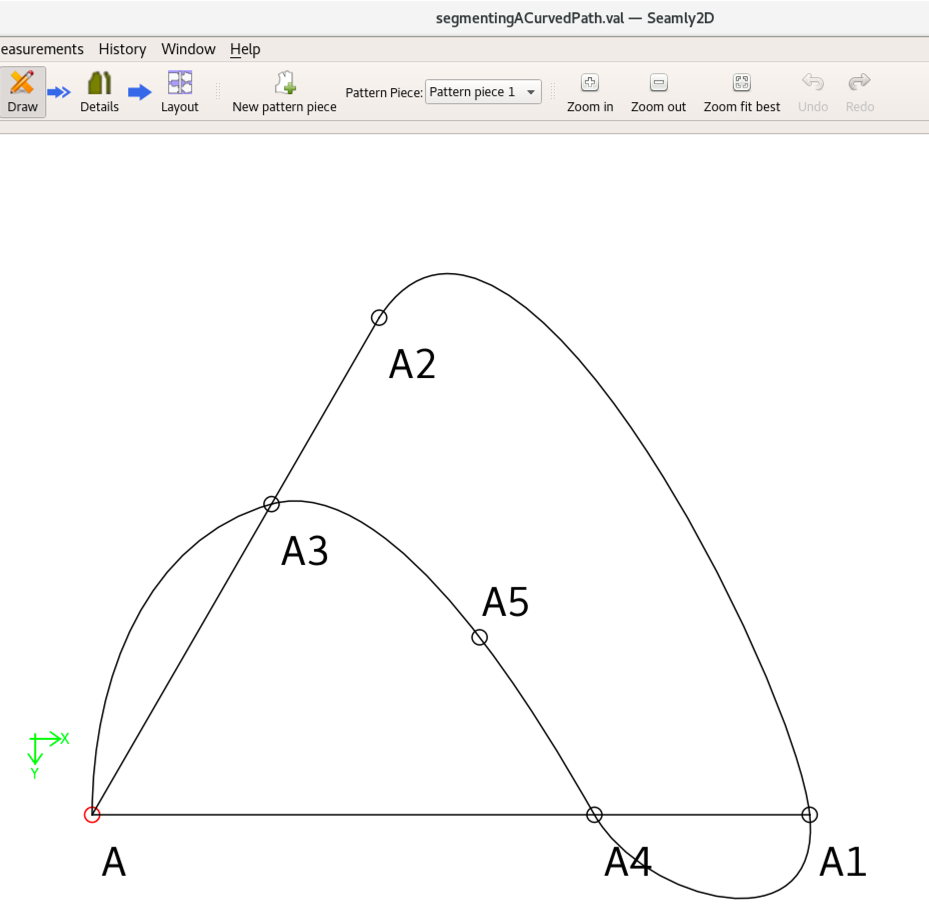 segmentingACurvedPath.val — Seamly2D
easurements History Window Help
Draw Details Layout New pattern piece Pattern Piece: Pattern piece 1 Zoom in Zoom out Zoom fit best Undo Redo
A2
A3
A5
X
Y
A A4 A1